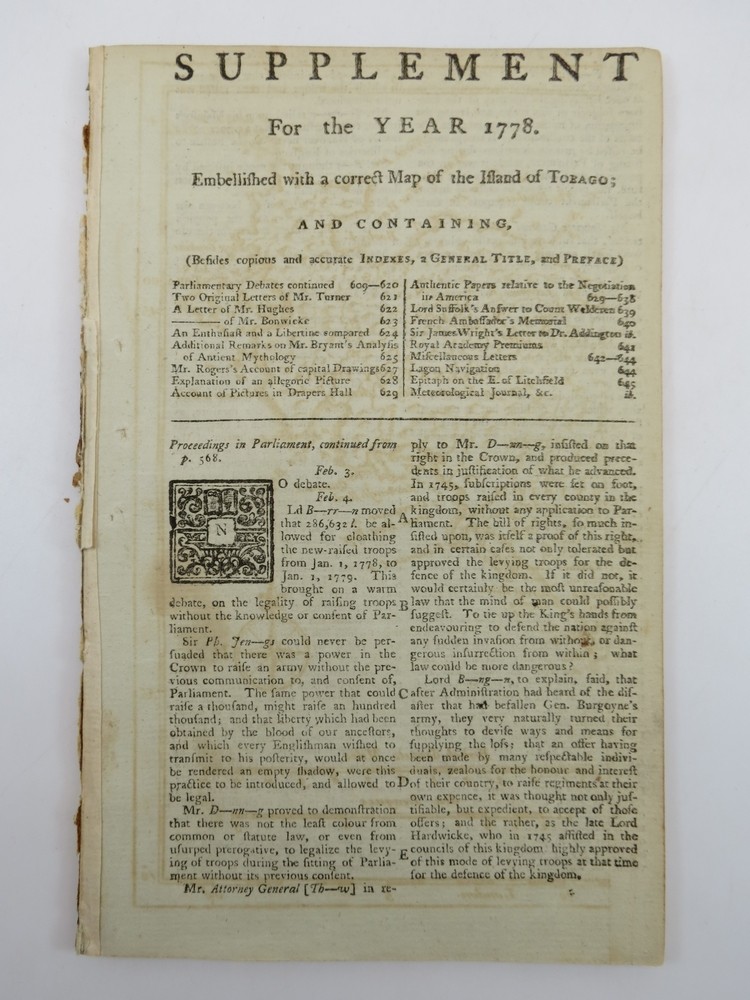 SUPPLEMENT
For the YEAR 1778.
Embelliſhed with a correct Map of the Iſland of TOBAGO;
AND CONTAINING,
(Beſides copious and accurate INDEXES, a GENERAL TITLE, and PREFACE)
Parliamentary Debates continued 609—620
Two Original Letters of Mr. Turner 621
A Letter of Mr. Hughes 622
——— of Mr. Bonwicke 623
An Enthuſiaſt and a Libertine compared 624
Additional Remarks on Mr. Bryant's Analyſis
of Antient Mythology 625
Mr. Rogers's Account of capital Drawings 627
Explanation of an allegoric Picture 628
Account of Pictures in Drapers Hall 629
Authentic Papers relative to the Negotiation
in America 629—638
Lord Suffolk's Anſwer to Count Welderen 639
French Ambaſſador's Memorial 640
Sir James Wright's Letter to Dr. Addington ib.
Royal Academy Premiums 641
Miſcellaneous Letters 642—644
Lagon Navigation 644
Epitaph on the E. of Litchfield 645
Meteorological Journal, &c. ib.
Proceedings in Parliament, continued from
p. 568.
Feb. 3.
NO debate.
Feb. 4.
Ld B—rr—n moved
that 286,632 l. be al-
lowed for cloathing
the new-raiſed troops
from Jan. 1, 1778, to
Jan. 1, 1779. This
brought on a warm
debate, on the legality of raiſing troops
without the knowledge or conſent of Par-
liament.
Sir Ph. Jen—gs could never be per-
ſuaded that there was a power in the
Crown to raiſe an army without the pre-
vious communication to, and conſent of,
Parliament. The ſame power that could
raiſe a thouſand, might raiſe an hundred
thouſand; and that liberty which had been
obtained by the blood of our anceſtors,
and which every Engliſhman wiſhed to
tranſmit to his poſterity, would at once
be rendered an empty ſhadow, were this
practice to be introduced, and allowed to
be legal.
Mr. D—nn—g proved to demonſtration
that there was not the leaſt colour from
common or ſtatute law, or even from
uſurped prerogative, to legalize the levy-
ing of troops during the ſitting of Parlia-
ment without its previous conſent.
Mr. Attorney General [Th—w] in re-
A
B
C
D
E
ply to Mr. D—nn—g, inſiſted on that
right in the Crown, and produced prece-
dents in juſtification of what he advanced.
In 1745, ſubſcriptions were ſet on foot,
and troops raiſed in every county in the
kingdom, without any application to Par-
liament. The bill of rights, ſo much in-
ſiſted upon, was itſelf a proof of this right,
and in certain caſes not only tolerated but
approved the levying troops for the de-
fence of the kingdom. If it did not, it
would certainly be the moſt unreaſonable
law that the mind of man could poſſibly
ſuggeſt. To tie up the King's hands from
endeavouring to defend the nation againſt
any ſudden invaſion from without, or dan-
gerous inſurrection from within; what
law could be more dangerous?
Lord B—ng—n, to explain, ſaid, that
after Adminiſtration had heard of the diſ-
aſter that had befallen Gen. Burgoyne's
army, they very naturally turned their
thoughts to deviſe ways and means for
ſupplying the loſs: that an offer having
been made by many reſpectable indivi-
duals, zealous for the honour and intereſt
of their country, to raiſe regiments at their
own expence, it was thought not only juſ-
tifiable, but expedient, to accept of thoſe
offers; and the rather, as the late Lord
Hardwicke, who in 1745 aſſiſted in the
councils of this kingdom highly approved
of this mode of levying troops at that time
for the defence of the kingdom.